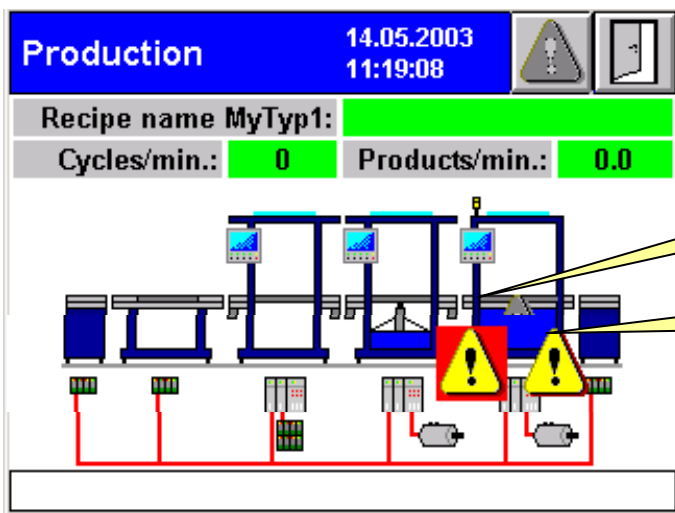 Production
14.05.2003
11:19:08
Recipe name MyTyp1:
Cycles/min.: 0 Products/min.: 0.0